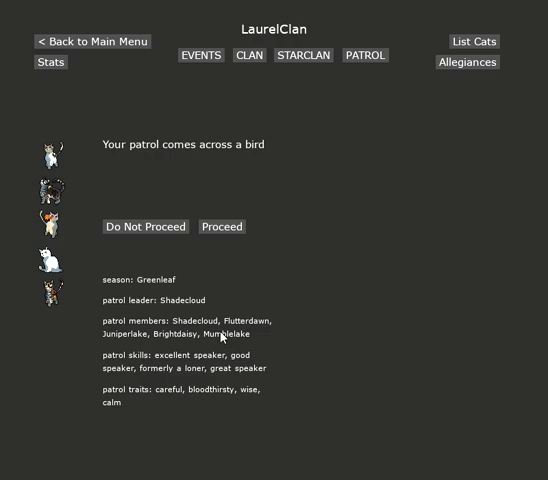 LaurelClan
< Back to Main Menu
List Cats
EVENTS CLAN STARCLAN PATROL
Stats
Allegiances
Your patrol comes across a bird
Do Not Proceed Proceed
season: Greenleaf
patrol leader: Shadecloud
patrol members: Shadecloud, Flutterdawn,
Juniperlake, Brightdaisy, Mumblelake
patrol skills: excellent speaker, good
speaker, formerly a loner, great speaker
patrol traits: careful, bloodthirsty, wise,
calm